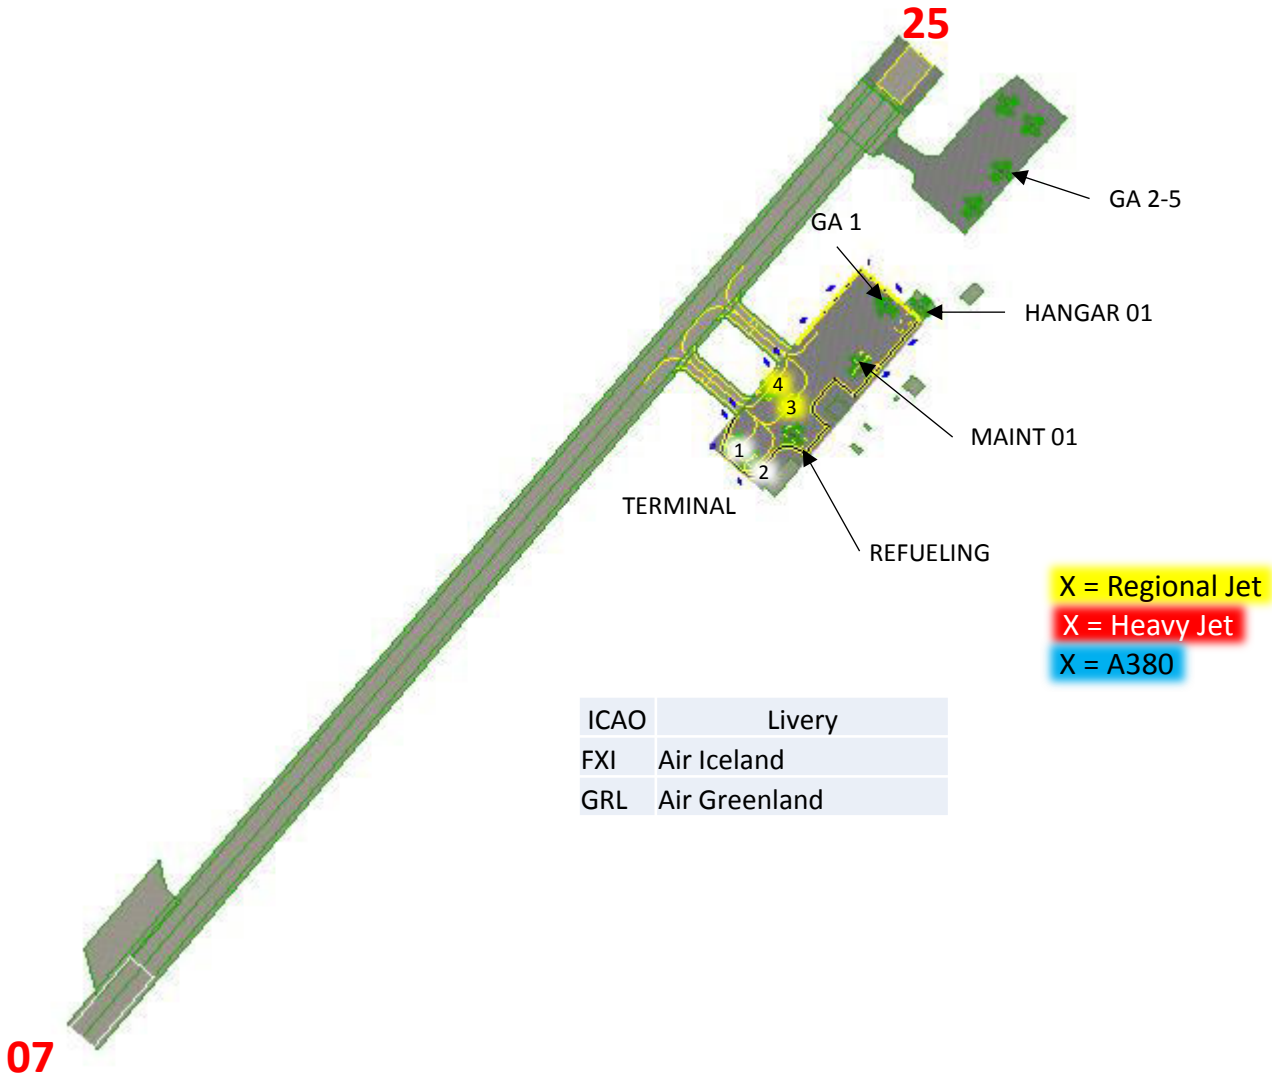 25
GA 2-5
GA 1
HANGAR 01
4
3
MAINT 01
1
2
TERMINAL
REFUELING
X = Regional Jet
X = Heavy Jet
X = A380
ICAO Livery
FXI Air Iceland
GRL Air Greenland
07